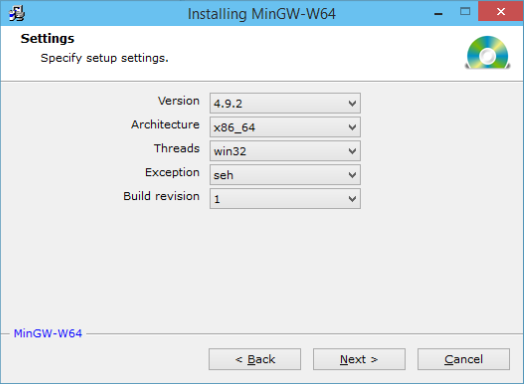 Installing MinGW-W64
Settings
Specify setup settings.
Version 4.9.2
Architecture x86_64
Threads win32
Exception seh
Build revision 1
MinGW-W64
< Back Next > Cancel